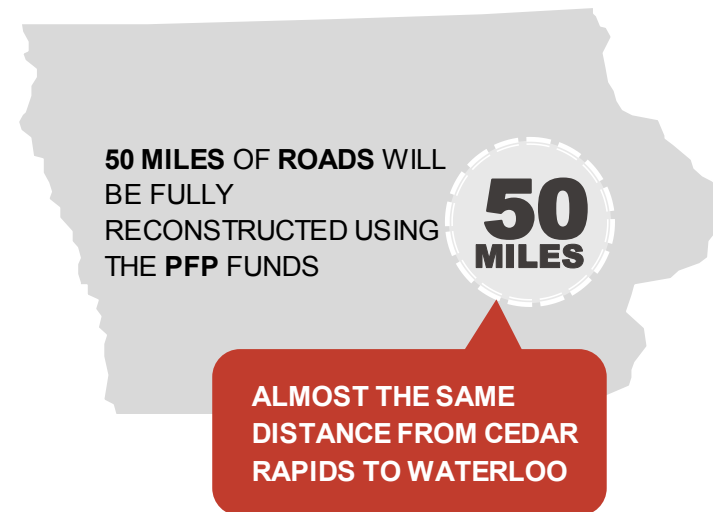 50 MILES OF ROADS WILL
BE FULLY
RECONSTRUCTED USING
THE PFP FUNDS
50
MILES
ALMOST THE SAME
DISTANCE FROM CEDAR
RAPIDS TO WATERLOO